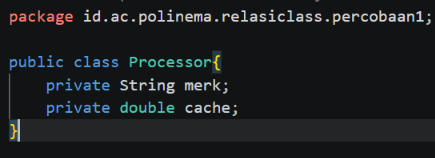 package id.ac.polinema.relasiclass.percobaan1;
public class Processor{
    private String merk;
    private double cache;
}